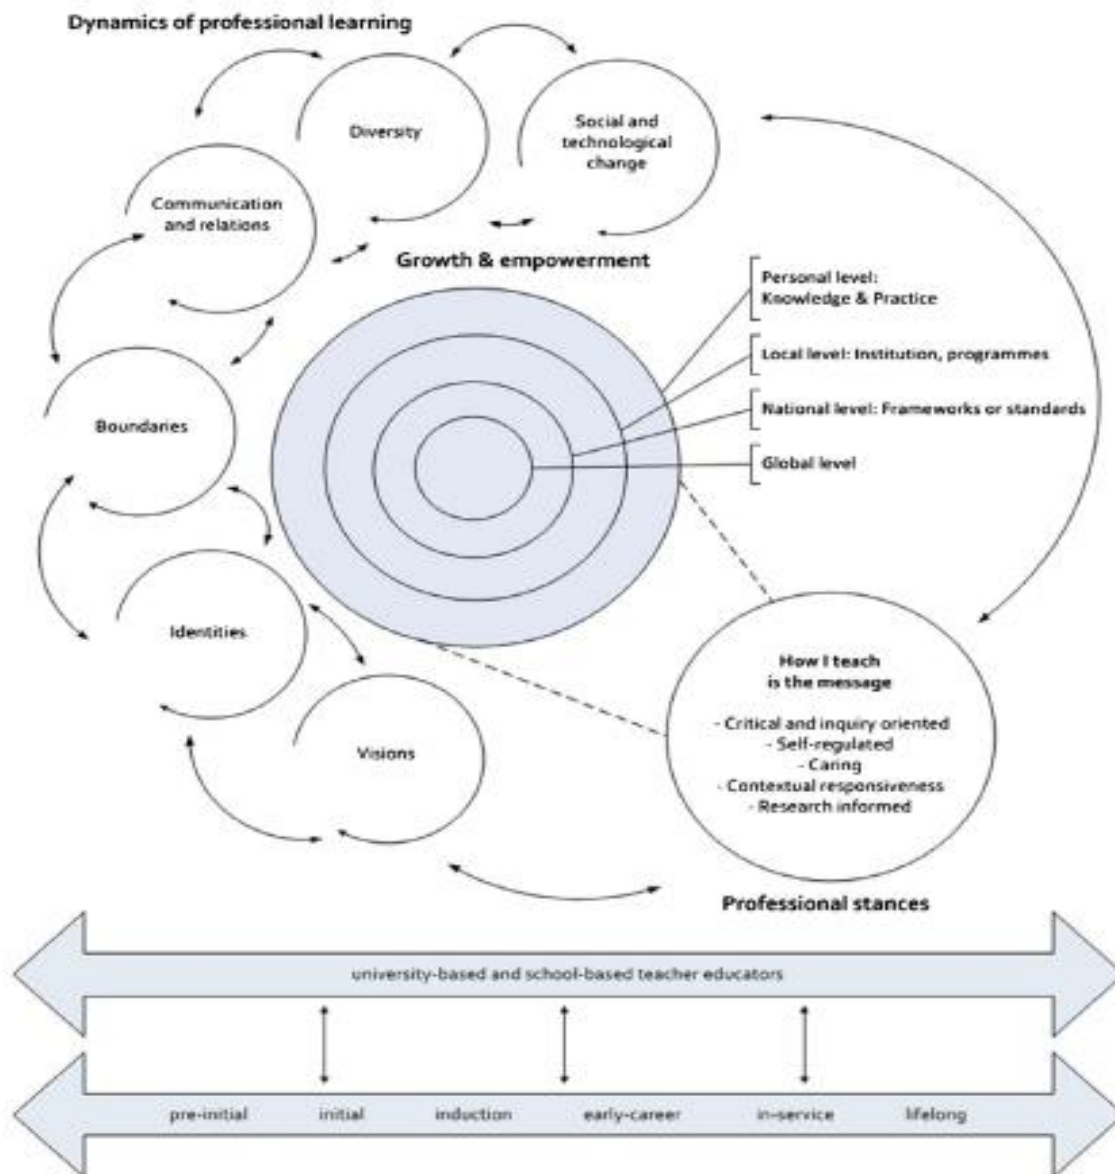 Dynamics of professional learning
Diversity
Social and
technological
change
Communication
and relations
Growth & empowerment
Personal level:
Knowledge & Practice
Local level: Institution, programmes
National level: Frameworks or standards
Global level
Boundaries
Identities
Visions
How I teach
is the message
- Critical and inquiry oriented
- Self-regulated
- Caring
- Contextual responsiveness
- Research informed
Professional stances
university-based and school-based teacher educators
pre-initial initial induction early-career in-service lifelong